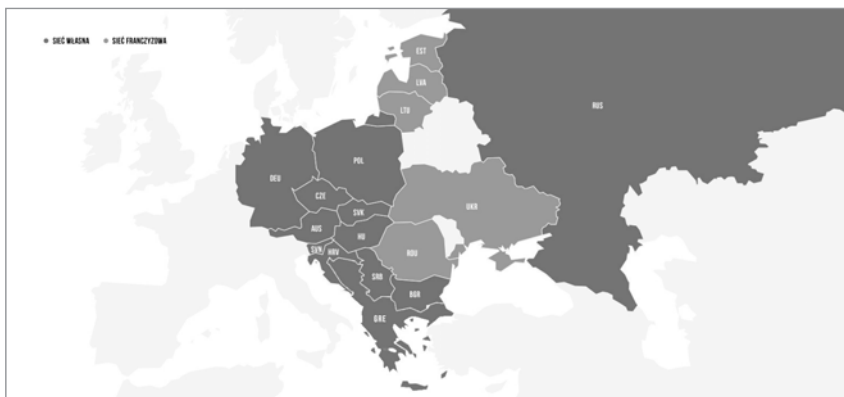 SIEĆ WŁASNA SIEĆ FRANCZYZOWA
EST
LVA
LTU
RUS
POL
DEU
CZE
SVK
UKR
AUS
HU
SVN
HRV
ROU
SRB
BGR
GRE